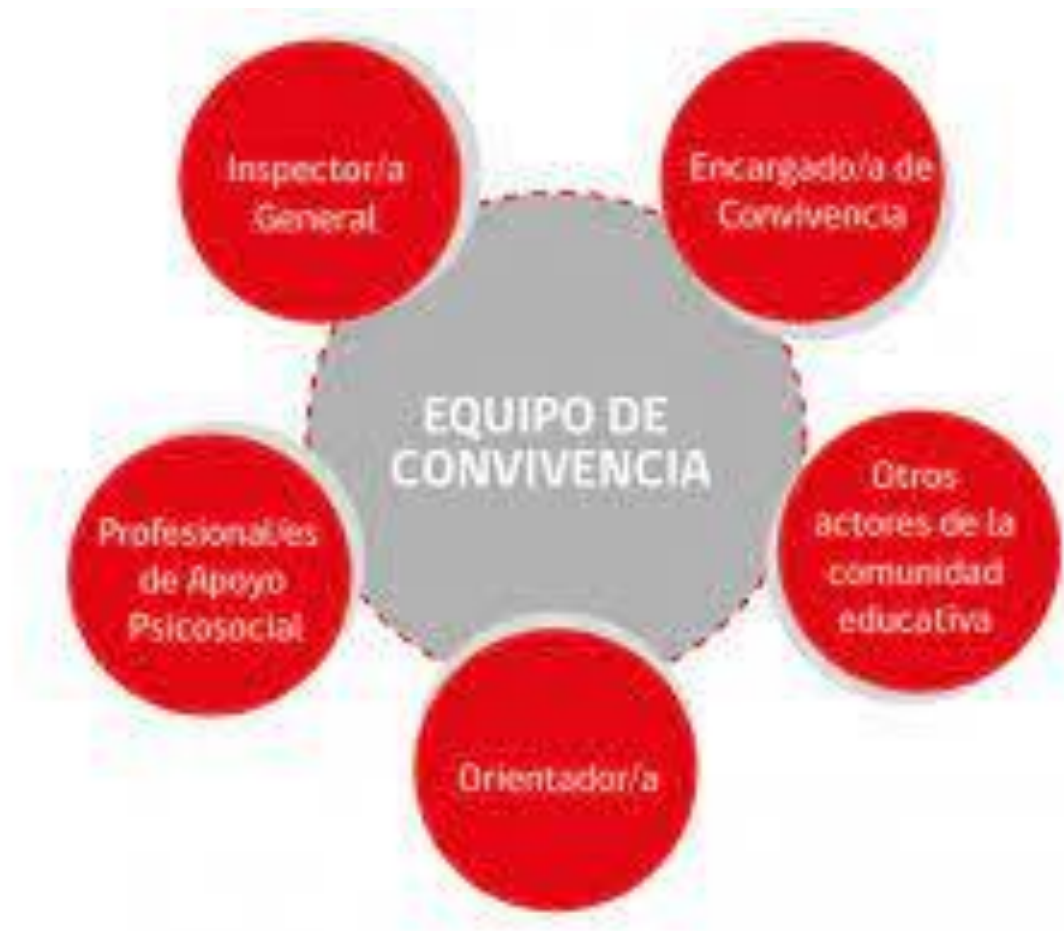 Inspector/a
General
Encargado/a de
Convivencia
EQUIPO DE
CONVIVENCIA
Profesional/es
de Apoyo
Psicosocial
Otros
actores de la
comunidad
educativa
Orientador/a